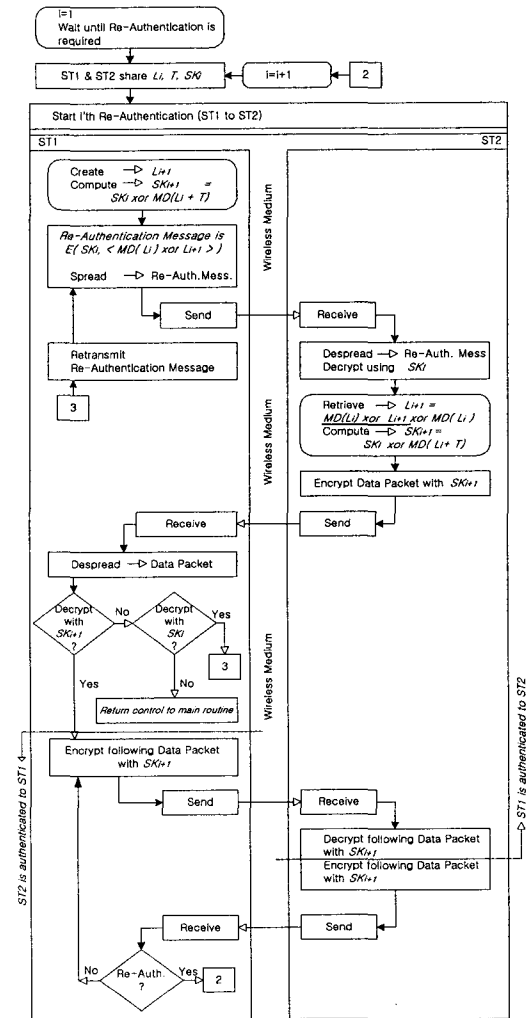 i=1
Wait until Re-Authentication is
required
ST1 & ST2 share Li, T, SKi
i=i+1
2
Start i'th Re-Authentication (ST1 to ST2)
ST1
ST2
Create → Li+1
Compute → SKi+1 =
SKi xor MD(Li + T)
Wireless Medium
Re-Authentication Message is
E( SKi, < MD( Li ) xor Li+1 > )
Spread → Re-Auth.Mess.
Send
Receive
Retransmit
Re-Authentication Message
3
Despread → Re-Auth. Mess
Decrypt using SKi
Retrieve → Li+1 =
MD(Li) xor Li+1 xor MD( Li )
Compute → SKi+1 =
SKi xor MD( Li+ T)
Wireless Medium
Encrypt Data Packet with SKi+1
Receive
Send
Despread → Data Packet
Decrypt
with
SKi+1
?
No
Decrypt
with
SKi
?
Yes
3
Yes
No
Return control to main routine
Wireless Medium
ST2 is authenticated to ST1
ST1 is authenticated to ST2
Encrypt following Data Packet
with SKi+1
Send
Receive
Decrypt following Data Packet
with SKi+1
Encrypt following Data Packet
with SKi+1
Receive
Send
No
Re-Auth.
?
Yes
2